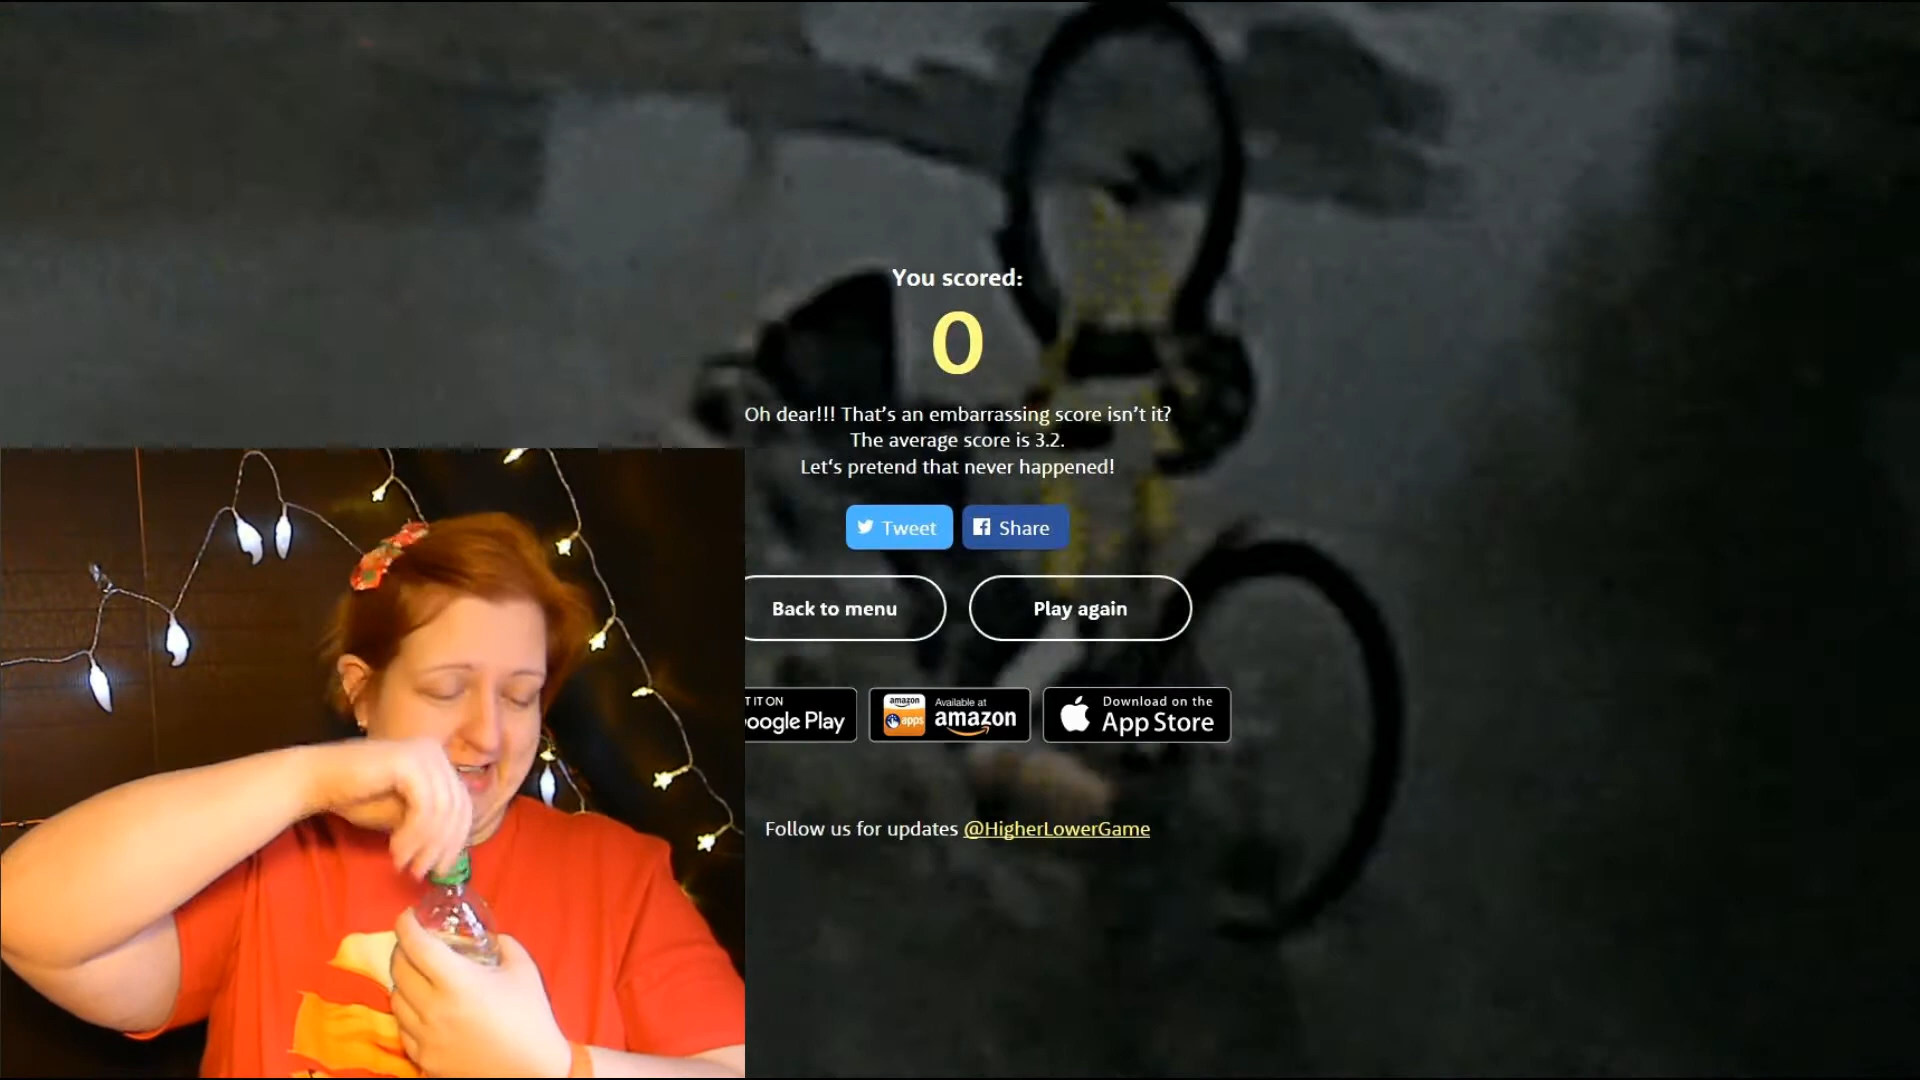 You scored:
0
Oh dear!!! That's an embarrassing score isn't it?
The average score is 3.2.
Let's pretend that never happened!
Tweet
Share
Back to menu
Play again
T IT ON
oogle Play
amazon
apps
Available at
amazon
Download on the
App Store
Follow us for updates @HigherLowerGame